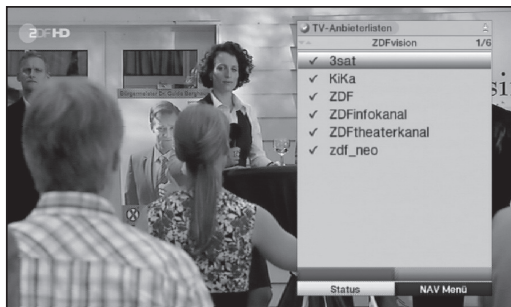 ZDF HD
TV-Anbieterlisten
ZDFvision 1/6
✓ 3sat
✓ KiKa
✓ ZDF
✓ ZDFinfokanal
✓ ZDFtheaterkanal
✓ zdf_neo
Status NAV Menü